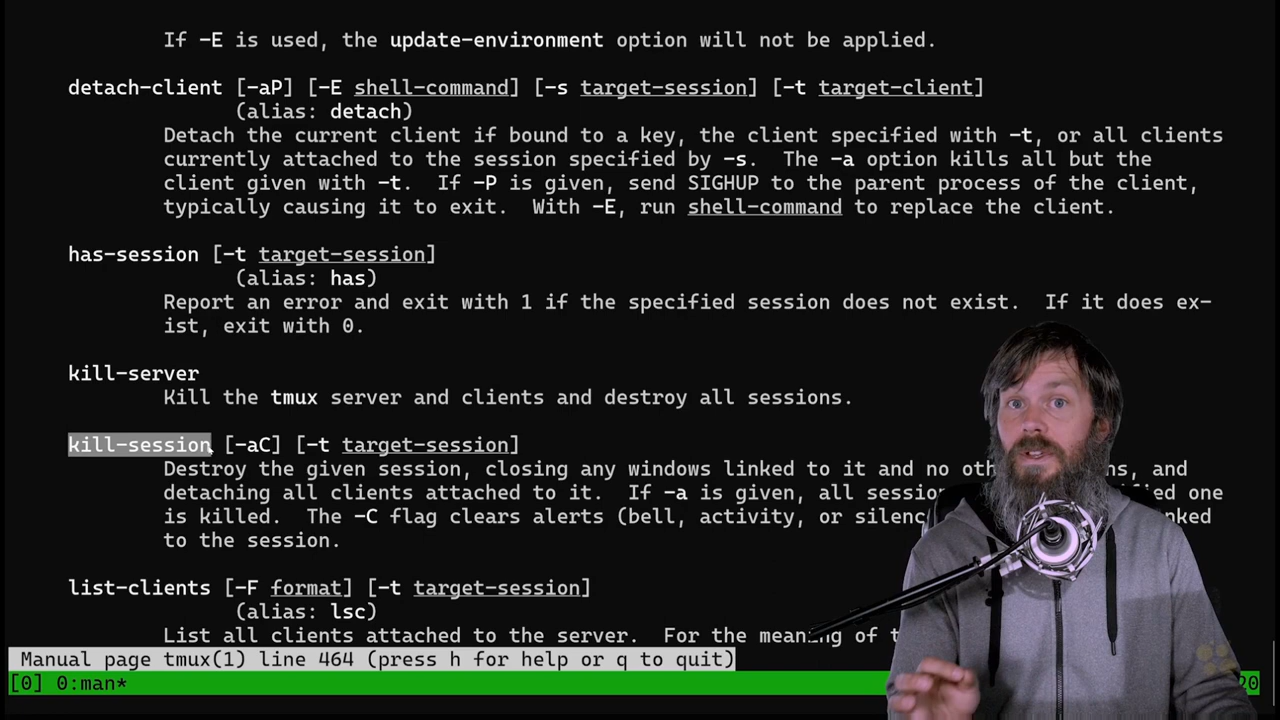 If -E is used, the update-environment option will not be applied.
detach-client [-aP] [-E shell-command] [-s target-session] [-t target-client]
(alias: detach)
Detach the current client if bound to a key, the client specified with -t, or all clients
currently attached to the session specified by -s.  The -a option kills all but the
client given with -t.  If -P is given, send SIGHUP to the parent process of the client,
typically causing it to exit.  With -E, run shell-command to replace the client.
has-session [-t target-session]
(alias: has)
Report an error and exit with 1 if the specified session does not exist.  If it does ex-
ist, exit with 0.
kill-server
Kill the tmux server and clients and destroy all sessions.
kill-session [-aC] [-t target-session]
Destroy the given session, closing any windows linked to it and no and
detaching all clients attached to it.  If -a is given, all one
is killed.  The -C flag clears alerts (bell, activity, or
to the session.
list-clients [-F format] [-t target-session]
(alias: lsc)
List all clients attached to the server.  For the meaning of
Manual page tmux(1) line 464 (press h for help or q to quit)
[0] 0:man*